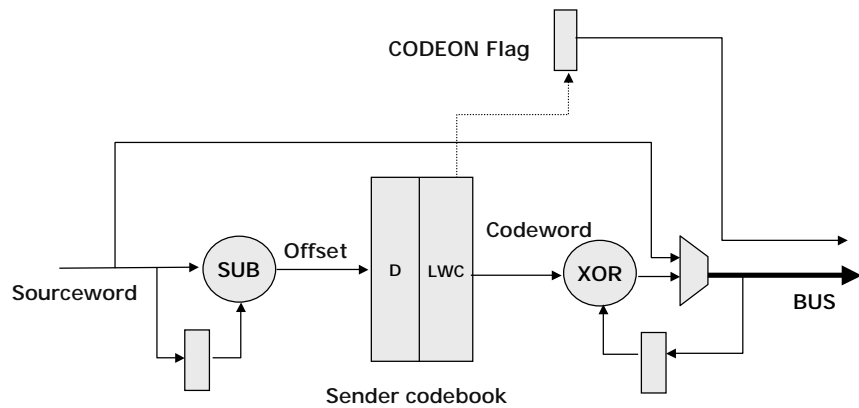 CODEON Flag
Codeword
Offset
SUB
D
LWC
XOR
Sourceword
BUS
Sender codebook